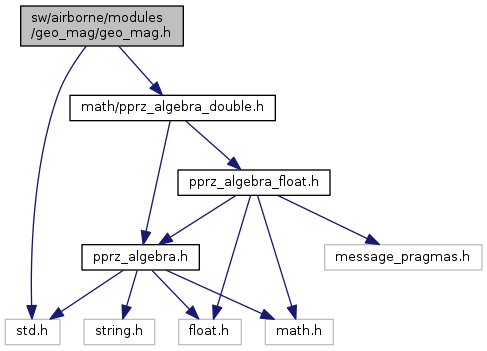 sw/airborne/modules
/geo_mag/geo_mag.h
math/pprz_algebra_double.h
pprz_algebra_float.h
pprz_algebra.h
message_pragmas.h
std.h
string.h
float.h
math.h